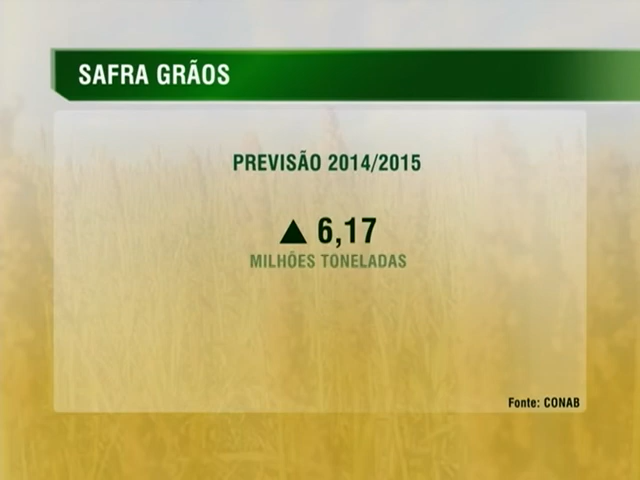 SAFRA GRÃOS
PREVISÃO 2014/2015
▲ 6,17
MILHÕES TONELADAS
Fonte: CONAB